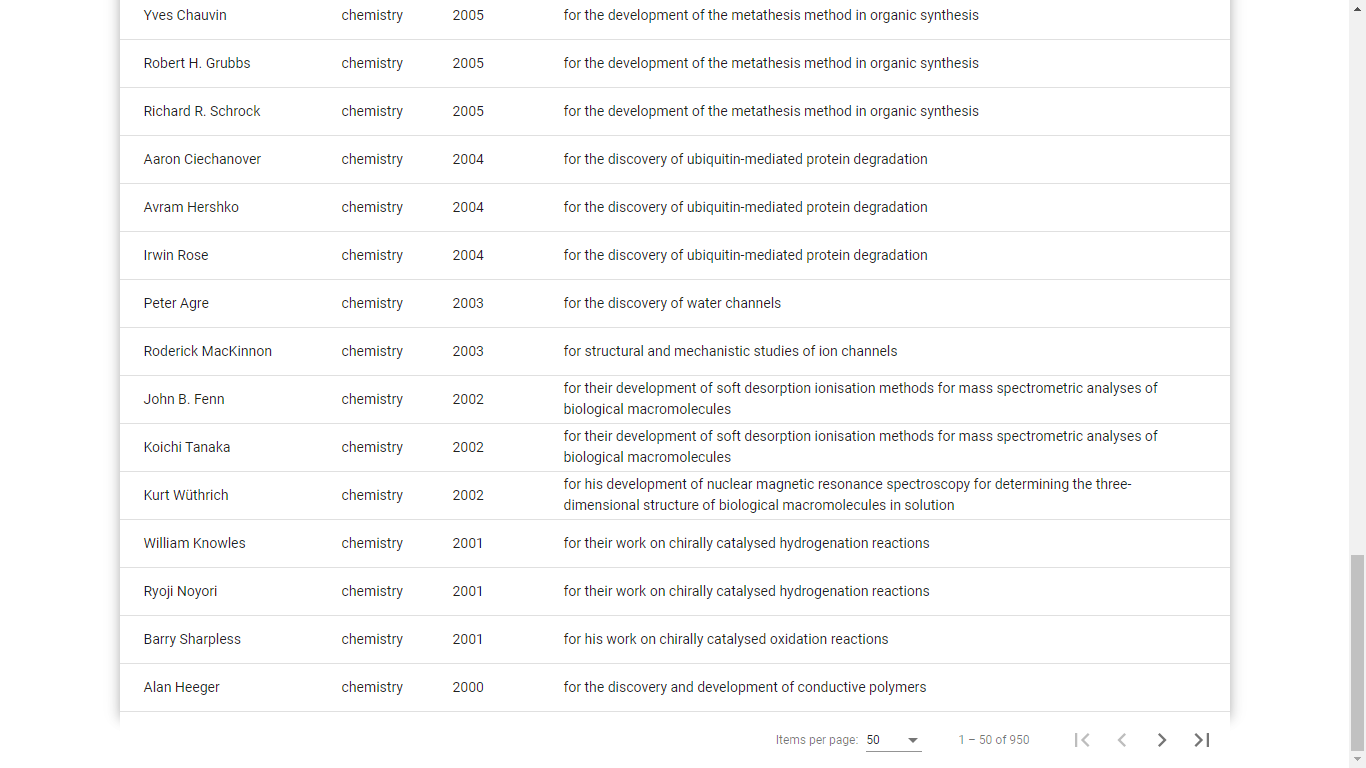 Yves Chauvin chemistry 2005 for the development of the metathesis method in organic synthesis
Robert H. Grubbs chemistry 2005 for the development of the metathesis method in organic synthesis
Richard R. Schrock chemistry 2005 for the development of the metathesis method in organic synthesis
Aaron Ciechanover chemistry 2004 for the discovery of ubiquitin-mediated protein degradation
Avram Hershko chemistry 2004 for the discovery of ubiquitin-mediated protein degradation
Irwin Rose chemistry 2004 for the discovery of ubiquitin-mediated protein degradation
Peter Agre chemistry 2003 for the discovery of water channels
Roderick MacKinnon chemistry 2003 for structural and mechanistic studies of ion channels
John B. Fenn chemistry 2002 for their development of soft desorption ionisation methods for mass spectrometric analyses of
biological macromolecules
Koichi Tanaka chemistry 2002 for their development of soft desorption ionisation methods for mass spectrometric analyses of
biological macromolecules
Kurt Wüthrich chemistry 2002 for his development of nuclear magnetic resonance spectroscopy for determining the three-
dimensional structure of biological macromolecules in solution
William Knowles chemistry 2001 for their work on chirally catalysed hydrogenation reactions
Ryoji Noyori chemistry 2001 for their work on chirally catalysed hydrogenation reactions
Barry Sharpless chemistry 2001 for his work on chirally catalysed oxidation reactions
Alan Heeger chemistry 2000 for the discovery and development of conductive polymers
Items per page: 50 1 – 50 of 950